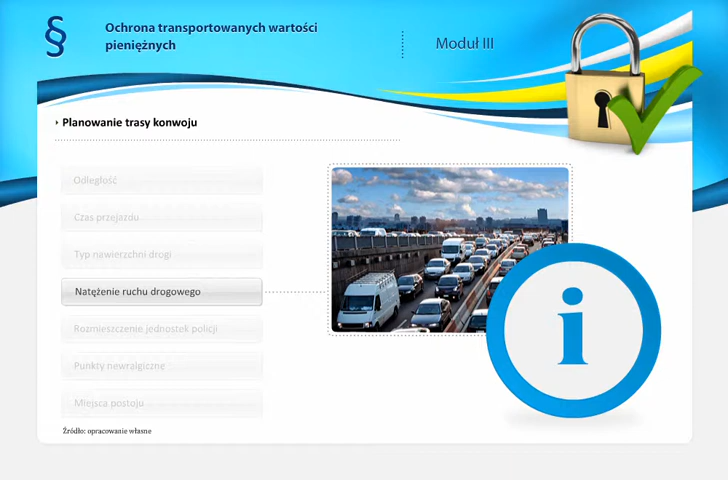 §
Ochrona transportowanych wartości
pieniężnych
Moduł III
Planowanie trasy konwoju
Odległość
Czas przejazdu
Typ nawierzchni drogi
Natężenie ruchu drogowego
Rozmieszczenie jednostek policji
Punkty newralgiczne
Miejsca postoju
i
Źródło: opracowanie własne